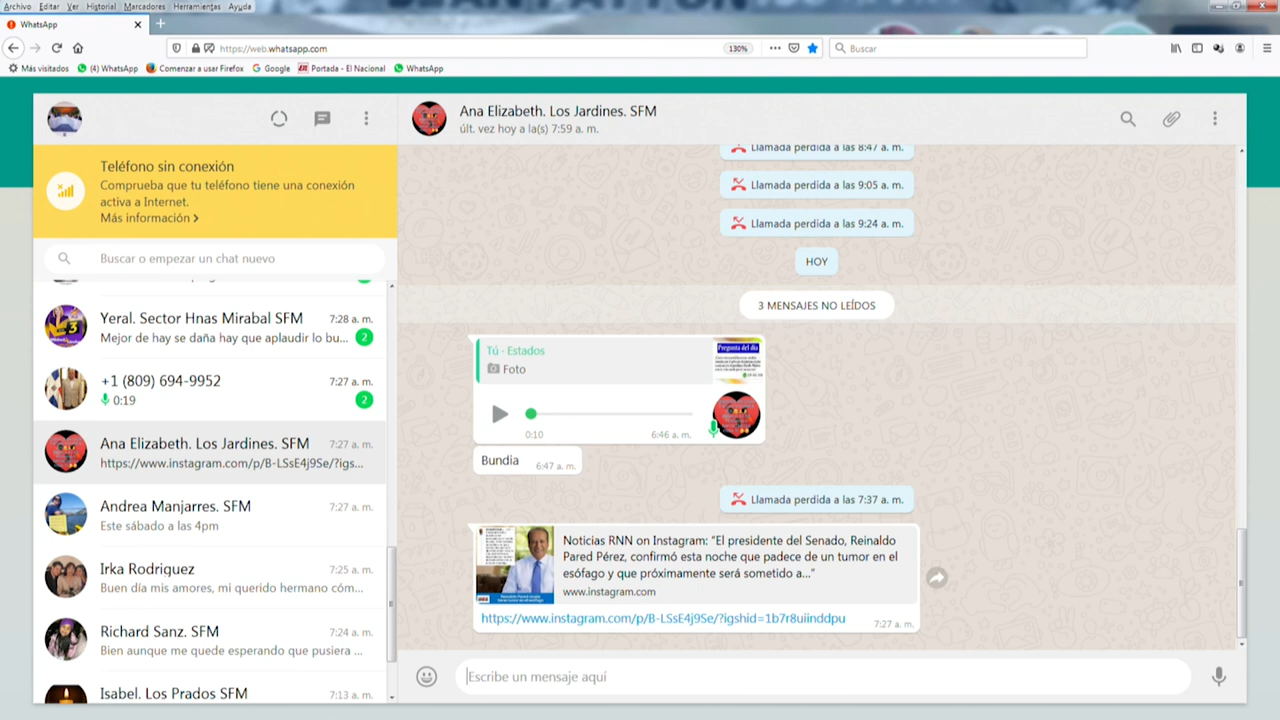 Archivo Editar Ver Historial Marcadores Herramientas Ayuda
WhatsApp
https://web.whatsapp.com
130%
Buscar
Más visitados
(4) WhatsApp
Comenzar a usar Firefox
Google
Portada - El Nacional
WhatsApp
Teléfono sin conexión
Comprueba que tu teléfono tiene una conexión
activa a Internet.
Más información
Buscar o empezar un chat nuevo
Yeral. Sector Hnas Mirabal SFM
7:28 a. m.
Mejor de hay se daña hay que aplaudir lo bu...
2
+1 (809) 694-9952
7:27 a. m.
0:19
2
Ana Elizabeth. Los Jardines. SFM
7:27 a. m.
https://www.instagram.com/p/B-LSsE4j9Se/?igs...
Andrea Manjarres. SFM
7:27 a. m.
Este sábado a las 4pm
Irka Rodriguez
7:25 a. m.
Buen día mis amores, mi querido hermano cóm...
Richard Sanz. SFM
7:24 a. m.
Bien aunque me quede esperando que pusiera ...
Isabel. Los Prados SFM
7:13 a. m.
Ana Elizabeth. Los Jardines. SFM
últ. vez hoy a la(s) 7:59 a. m.
Llamada perdida a las 8:47 a. m.
Llamada perdida a las 9:05 a. m.
Llamada perdida a las 9:24 a. m.
HOY
3 MENSAJES NO LEÍDOS
Tú · Estados
Foto
Pregunta del día
0:10
6:46 a. m.
Bundia
6:47 a. m.
Llamada perdida a las 7:37 a. m.
Noticias RNN on Instagram: "El presidente del Senado, Reinaldo
Pared Pérez, confirmó esta noche que padece de un tumor en el
esófago y que próximamente será sometido a..."
www.instagram.com
https://www.instagram.com/p/B-LSsE4j9Se/?igshid=1b7r8uiinddpu
7:27 a. m.
Escribe un mensaje aquí